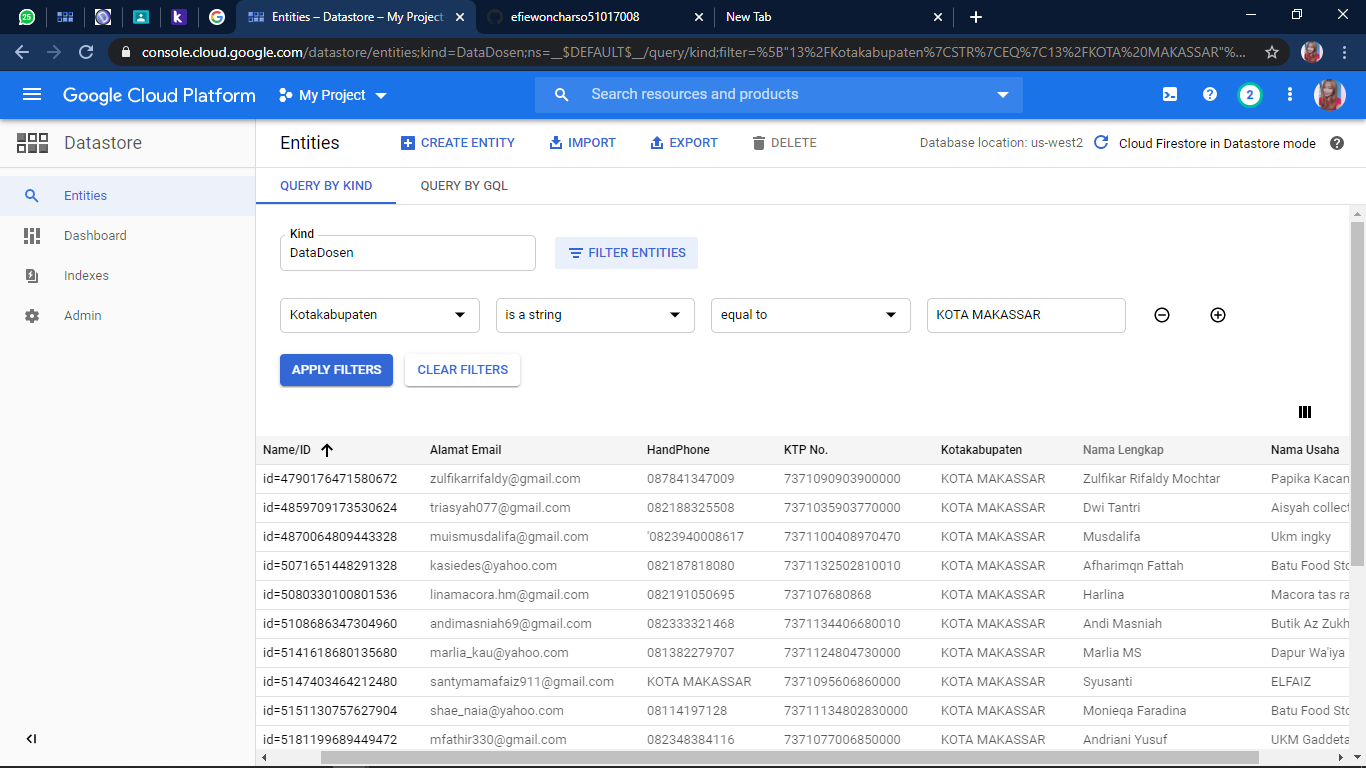 Entities – Datastore – My Project
efiewoncharso51017008
New Tab
console.cloud.google.com/datastore/entities;kind=DataDosen;ns=__$DEFAULT$__/query/kind;filter=%5B"13%2FKotakabupaten%7CSTR%7CEQ%7C13%2FKOTA%20MAKASSAR"%...
Google Cloud Platform
My Project
Search resources and products
2
Datastore
Entities
CREATE ENTITY
IMPORT
EXPORT
DELETE
Database location: us-west2
Cloud Firestore in Datastore mode
Entities
Dashboard
Indexes
Admin
QUERY BY KIND
QUERY BY GQL
Kind
DataDosen
FILTER ENTITIES
Kotakabupaten
is a string
equal to
KOTA MAKASSAR
APPLY FILTERS
CLEAR FILTERS
Name/ID Alamat Email HandPhone KTP No. Kotakabupaten Nama Lengkap Nama Usaha
id=4790176471580672 zulfikarrifaldy@gmail.com 087841347009 7371090903900000 KOTA MAKASSAR Zulfikar Rifaldy Mochtar Papika Kacan
id=4859709173530624 triasyah077@gmail.com 082188325508 7371035903770000 KOTA MAKASSAR Dwi Tantri Aisyah collect
id=4870064809443328 muismusdalifa@gmail.com '0823940008617 7371100408970470 KOTA MAKASSAR Musdalifa Ukm ingky
id=5071651448291328 kasiedes@yahoo.com 082187818080 7371132502810010 KOTA MAKASSAR Afharimqn Fattah Batu Food Sto
id=5080330100801536 linamacora.hm@gmail.com 082191050695 737107680868 KOTA MAKASSAR Harlina Macora tas ra
id=5108686347304960 andimasniah69@gmail.com 082333321468 7371134406680010 KOTA MAKASSAR Andi Masniah Butik Az Zukh
id=5141618680135680 marlia_kau@yahoo.com 081382279707 7371124804730000 KOTA MAKASSAR Marlia MS Dapur Wa'iya
id=5147403464212480 santymamafaiz911@gmail.com KOTA MAKASSAR 7371095606860000 KOTA MAKASSAR Syusanti ELFAIZ
id=5151130757627904 shae_naia@yahoo.com 08114197128 73711134802830000 KOTA MAKASSAR Monieqa Faradina Batu Food Sto
id=5181199689449472 mfathir330@gmail.com 082348384116 7371077006850000 KOTA MAKASSAR Andriani Yusuf UKM Gaddeta